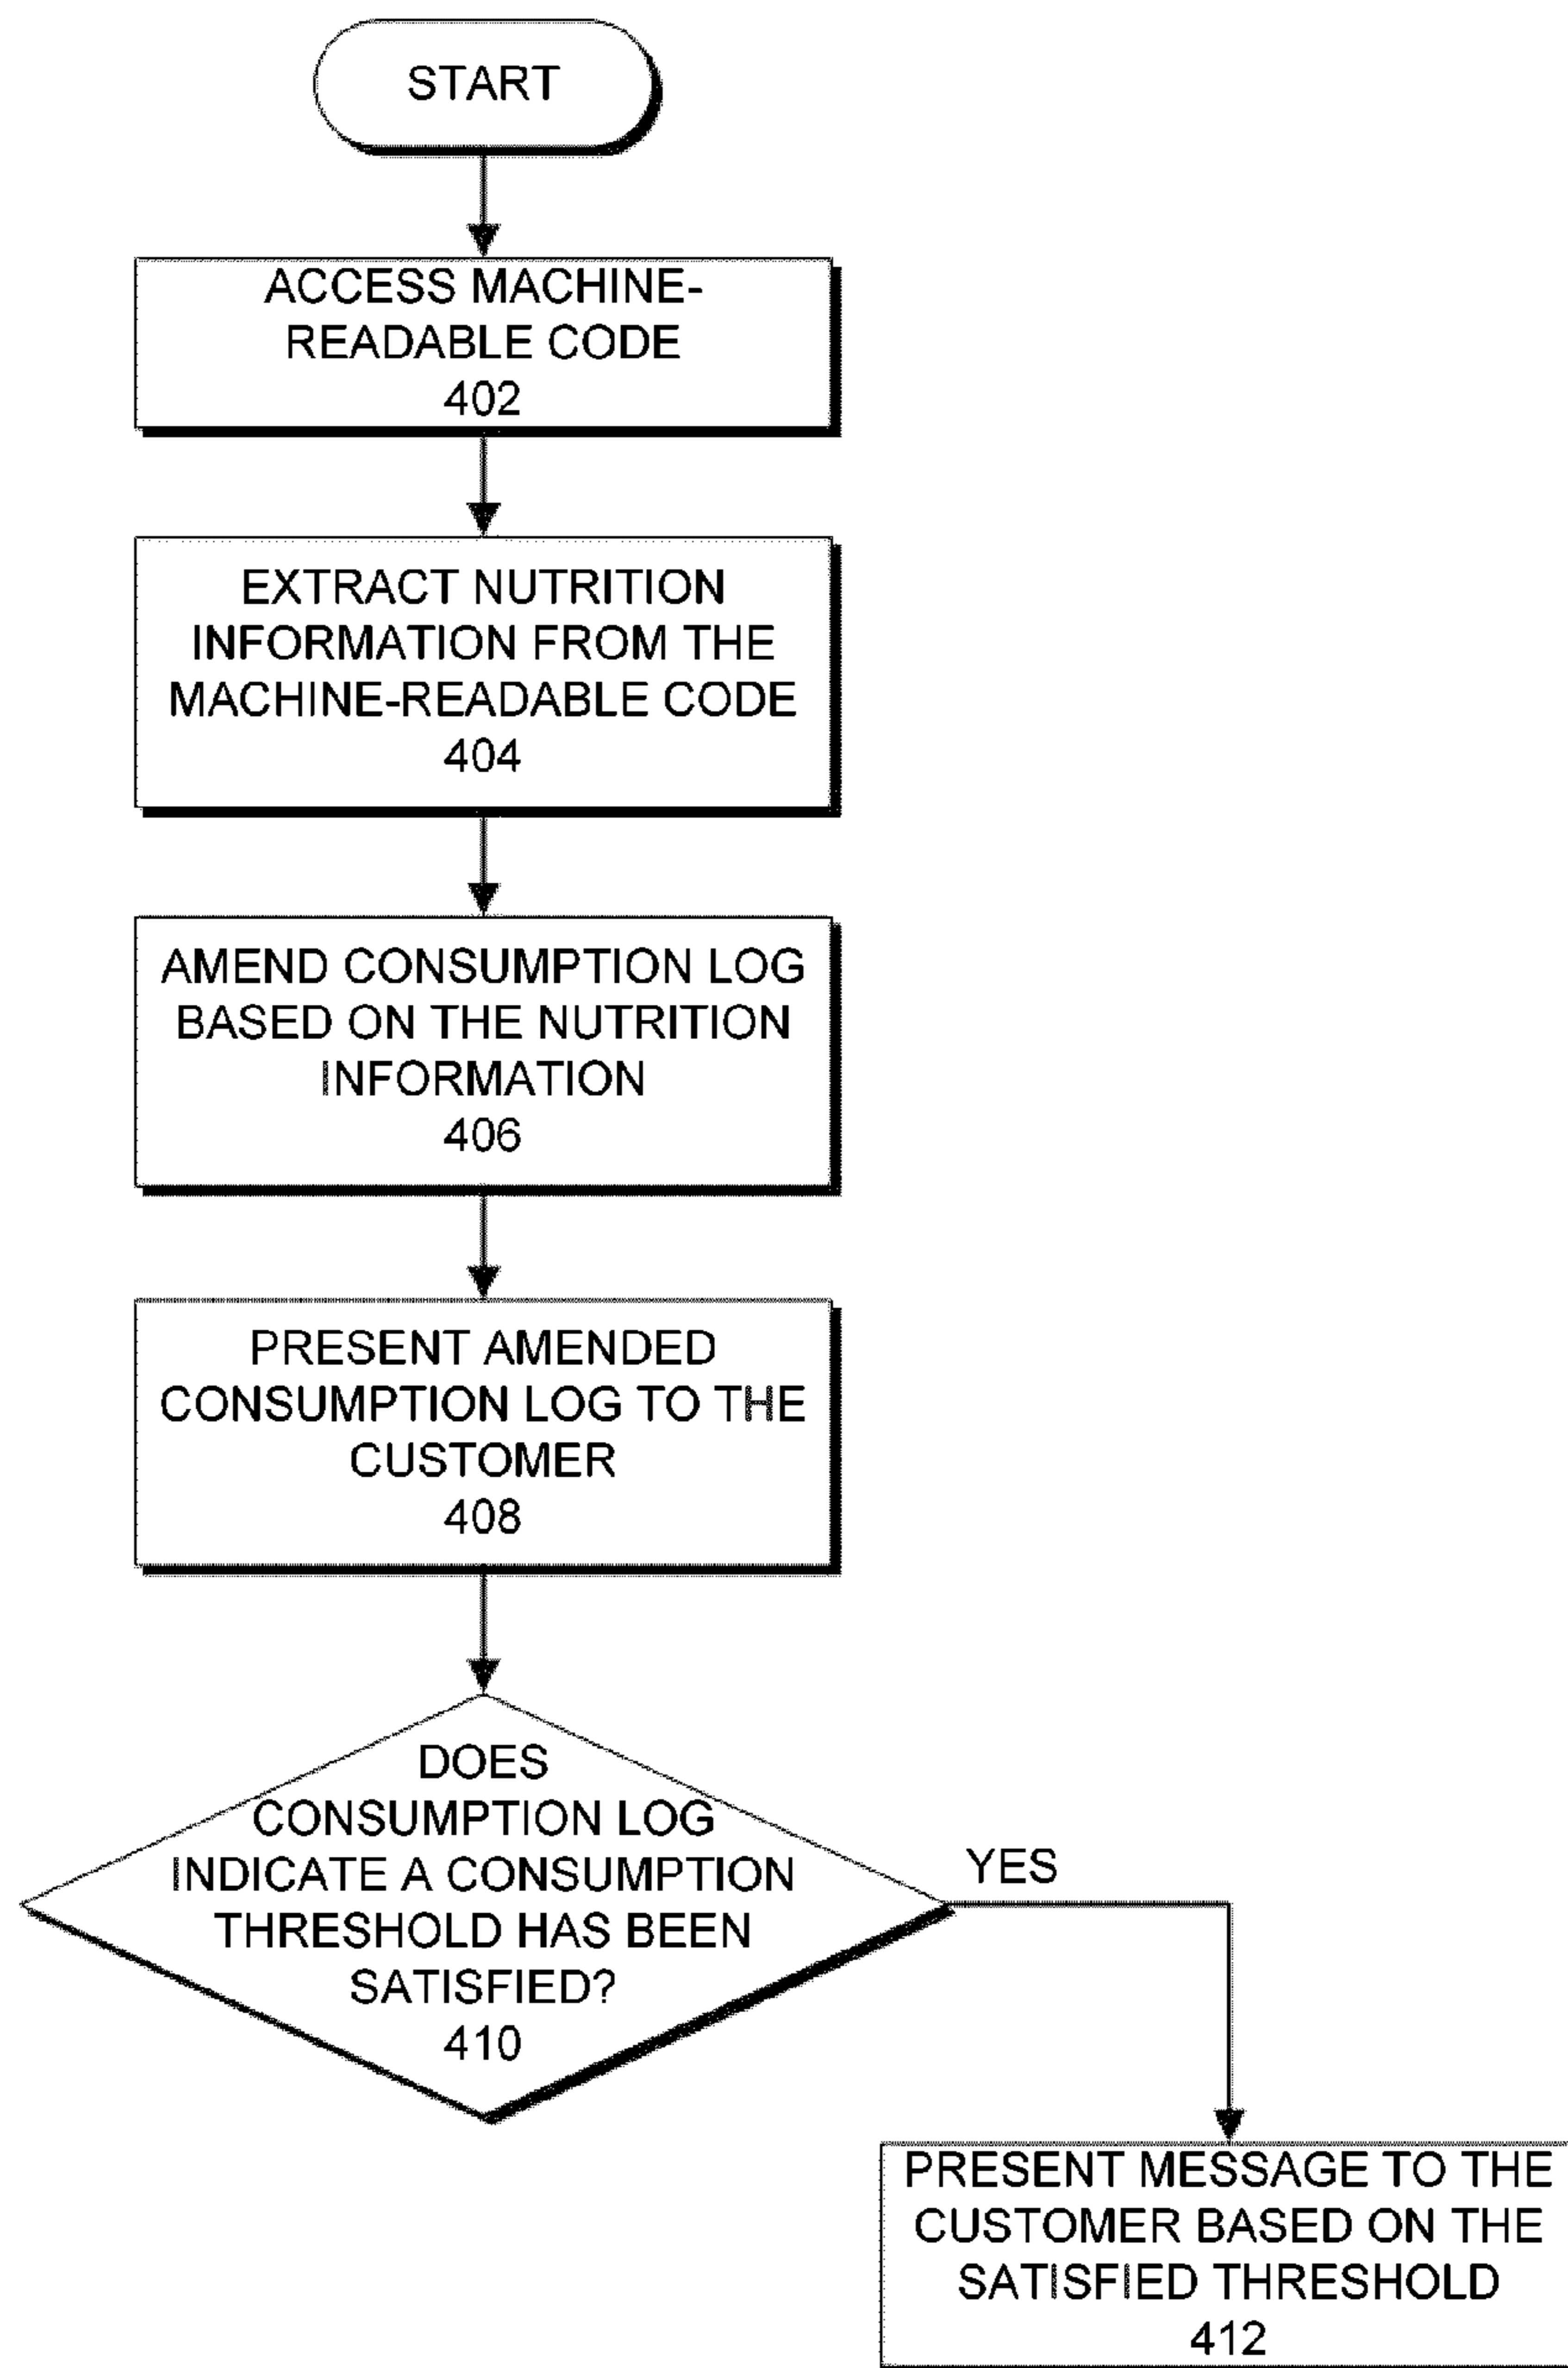 START
ACCESS MACHINE-
READABLE CODE
402
EXTRACT NUTRITION
INFORMATION FROM THE
MACHINE-READABLE CODE
404
AMEND CONSUMPTION LOG
BASED ON THE NUTRITION
INFORMATION
406
PRESENT AMENDED
CONSUMPTION LOG TO THE
CUSTOMER
408
DOES
CONSUMPTION LOG
INDICATE A CONSUMPTION
THRESHOLD HAS BEEN
SATISFIED?
410
YES
PRESENT MESSAGE TO THE
CUSTOMER BASED ON THE
SATISFIED THRESHOLD
412